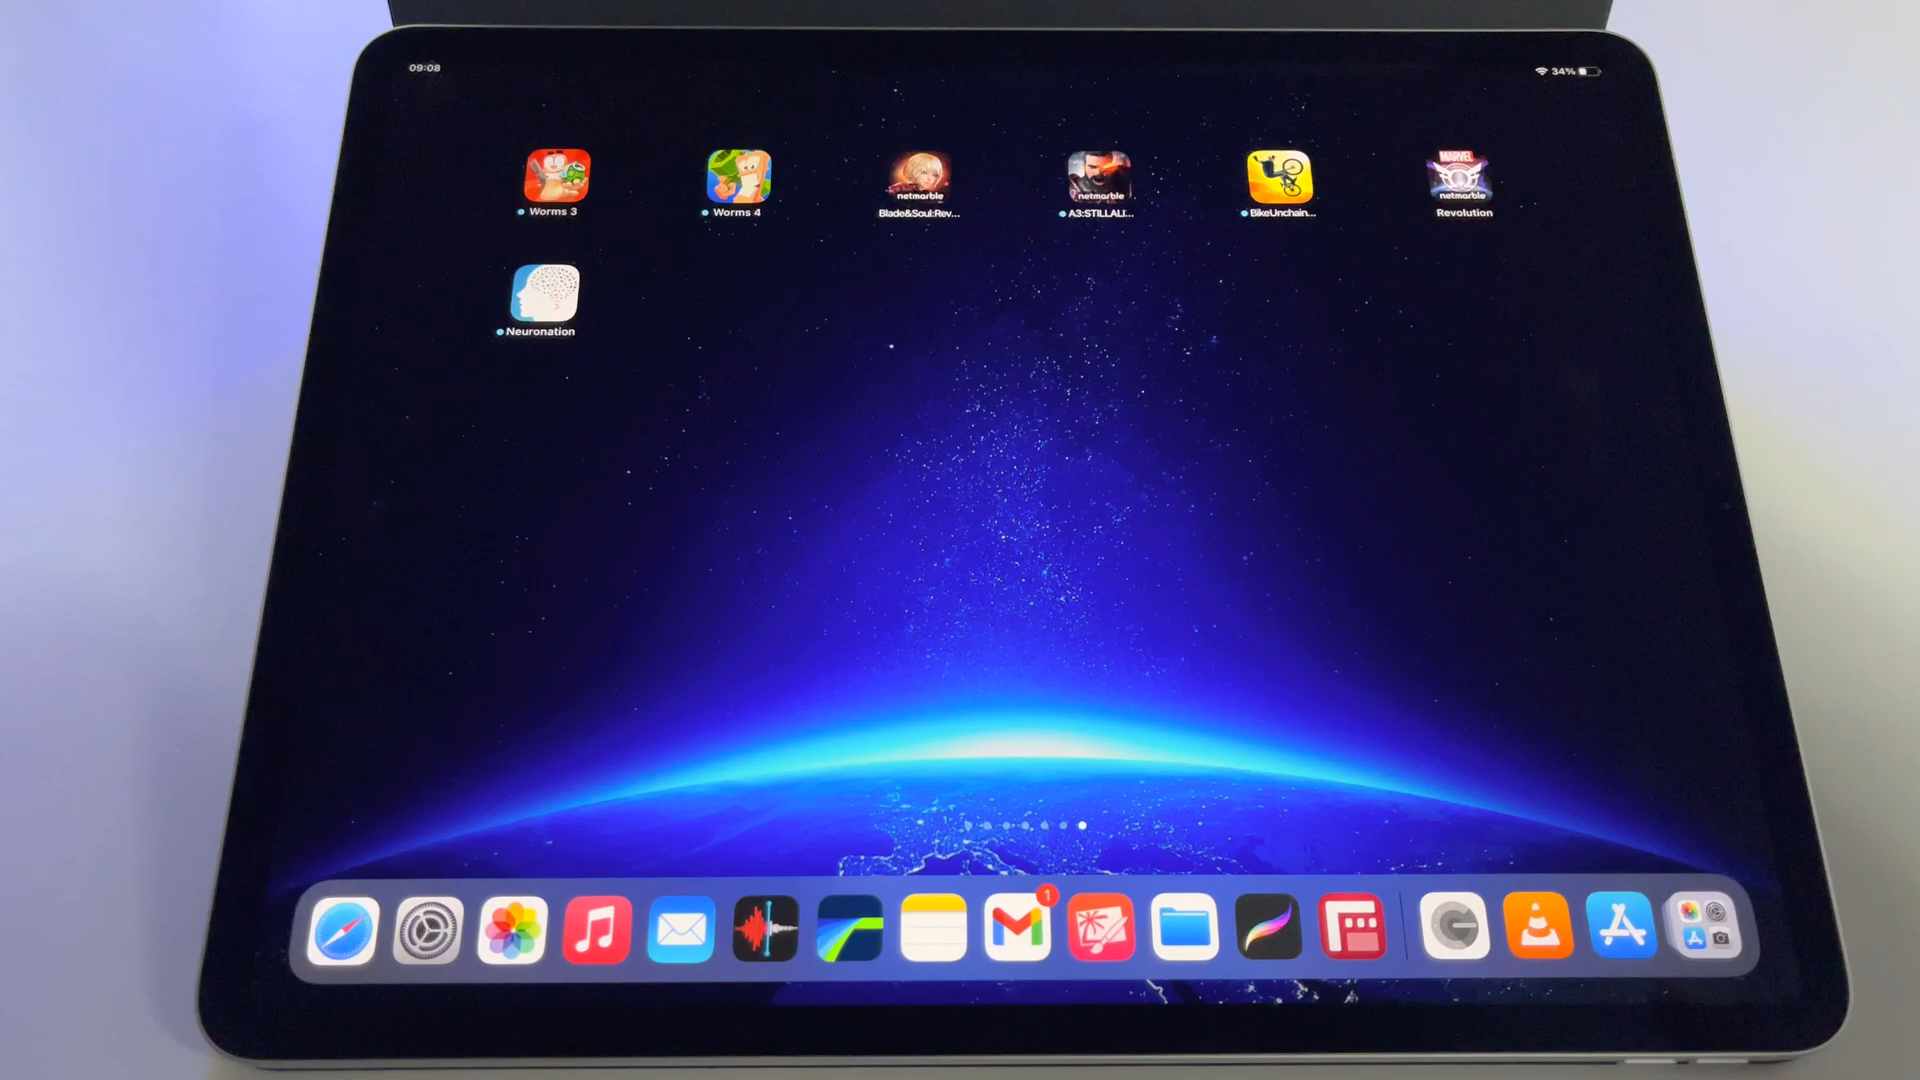 09:08
34%
Worms 3
Worms 4
netmarble
Blade&Soul:Rev...
netmarble
A3:STILLALI...
BikeUnchain...
MARVEL
netmarble
Revolution
Neuronation
1